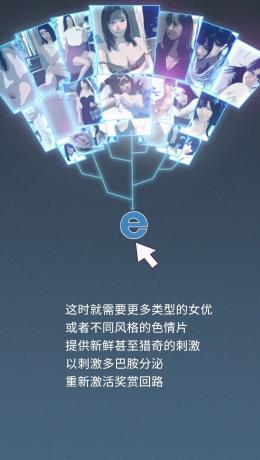 e
这时就需要更多类型的女优
或者不同风格的色情片
提供新鲜甚至猎奇的刺激
以刺激多巴胺分泌
重新激活奖赏回路